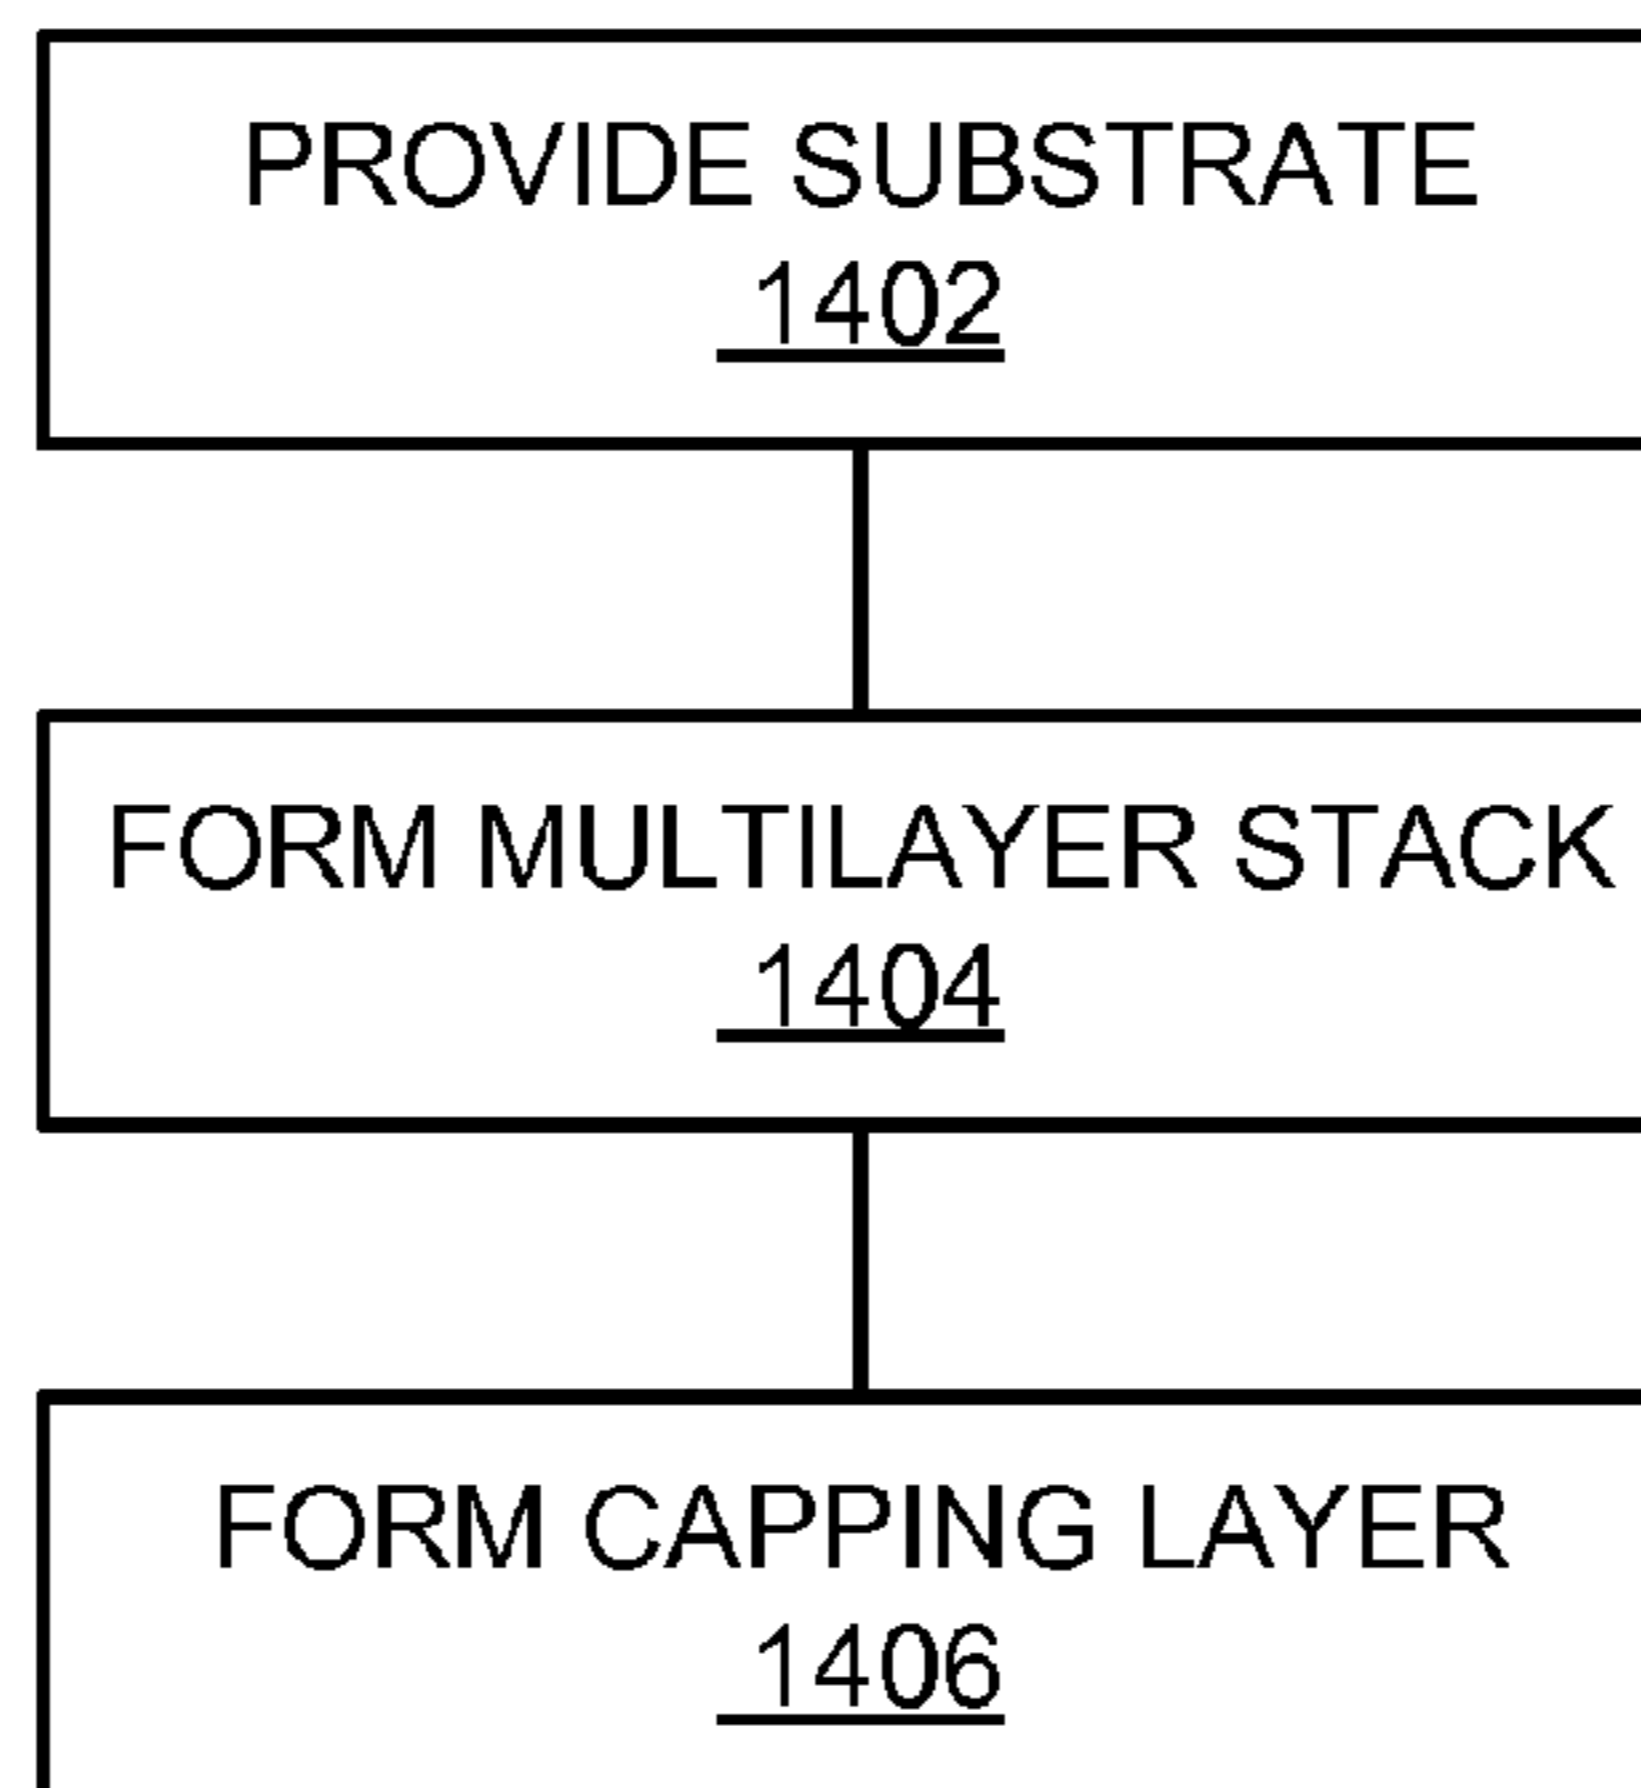 PROVIDE SUBSTRATE
1402
FORM MULTILAYER STACK
1404
FORM CAPPING LAYER
1406